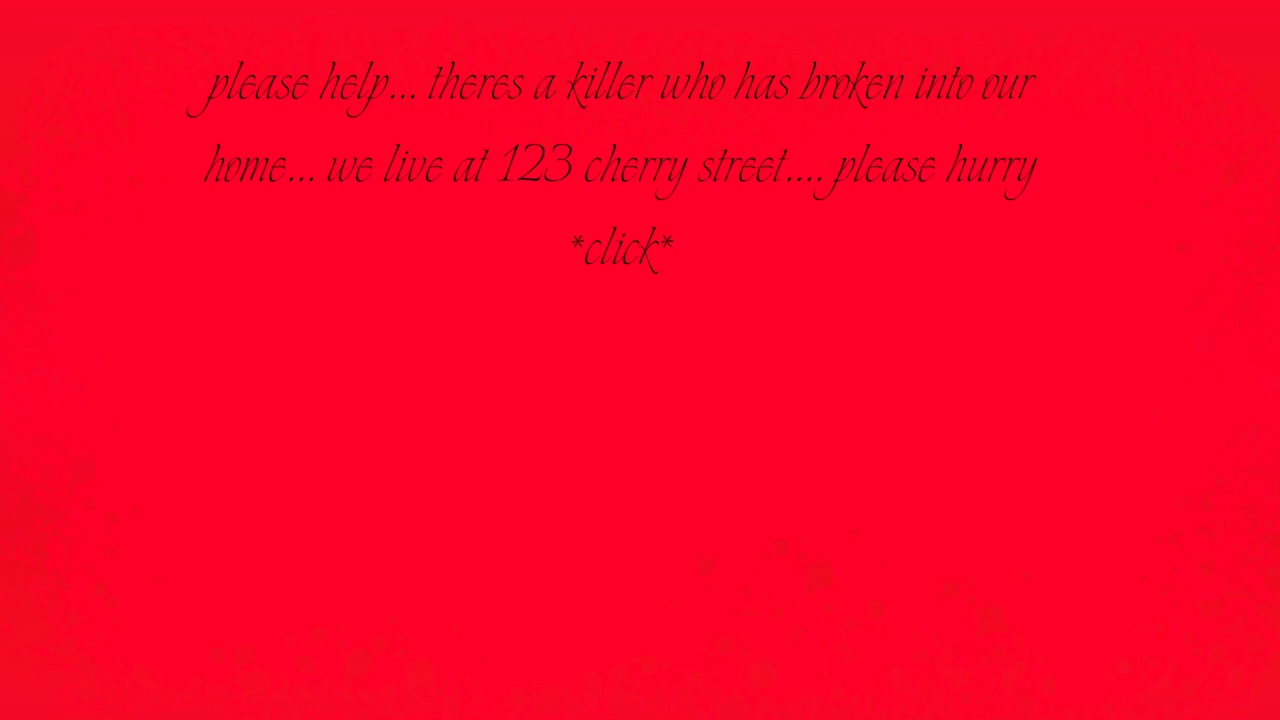 please help... theres a killer who has broken into our
home... we live at 123 cherry street.... please hurry
*click*